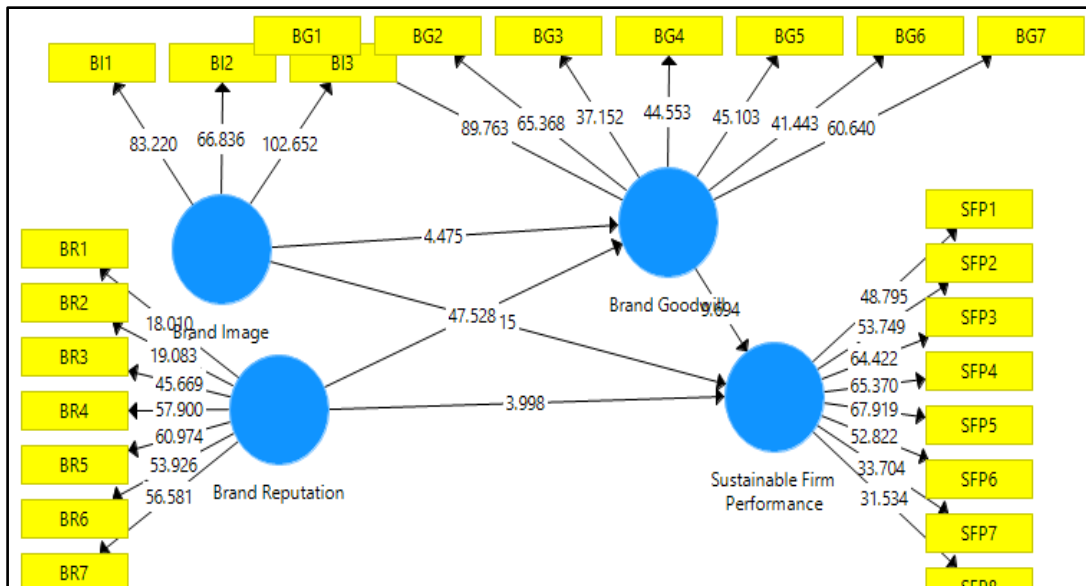 BG1 BG2 BG3 BG4 BG5 BG6 BG7
BI1 BI2 BI3
83.220 66.836 102.652 89.763 65.368 37.152 44.553 45.103 41.443 60.640
SFP1
BR1
4.475
SFP2
BR2
48.795
18.010
Brand Image
Brand Goodwill
53.749
SFP3
BR3
19.083
47.528 15
64.422
SFP4
45.669
65.370
BR4
57.900
3.998
67.919
SFP5
60.974
52.822
BR5
53.926
33.704
SFP6
56.581
Brand Reputation
Sustainable Firm
Performance
31.534
BR6
SFP7
BR7
SFP8